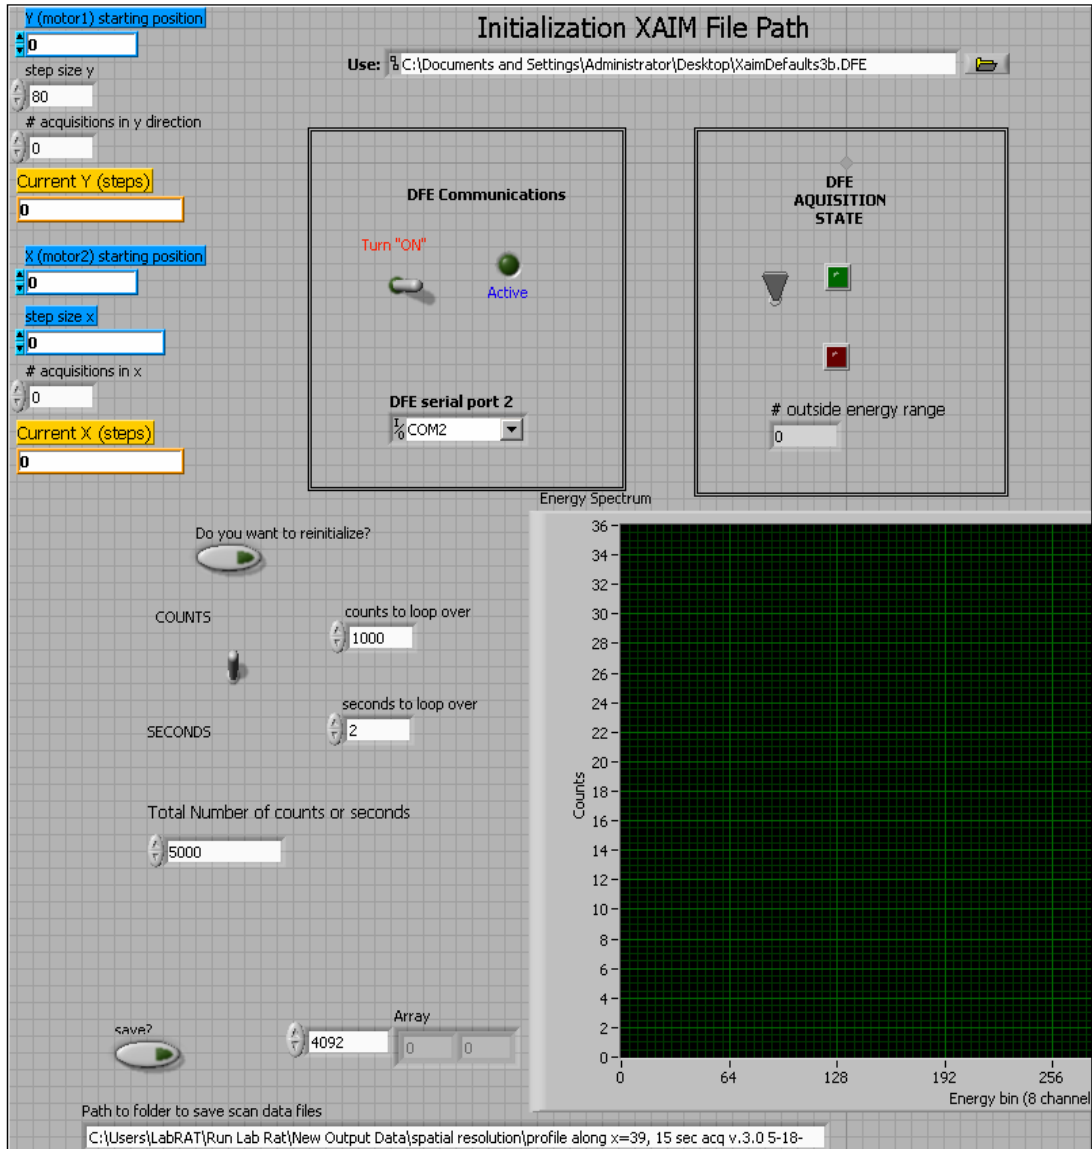 Y (motor1) starting position
0
step size y
80
# acquisitions in y direction
0
Current Y (steps)
0
X (motor2) starting position
0
step size x
0
# acquisitions in x
0
Current X (steps)
0
Initialization XAIM File Path
Use: C:\Documents and Settings\Administrator\Desktop\XaimDefaults3b.DFE
DFE Communications
Turn "ON"
Active
DFE serial port 2
I/O COM2
DFE
AQUISITION
STATE
# outside energy range
0
Do you want to reinitialize?
COUNTS
counts to loop over
1000
SECONDS
seconds to loop over
2
Total Number of counts or seconds
5000
Energy Spectrum
Counts
36
34
32
30
28
26
24
22
20
18
16
14
12
10
8
6
4
2
0
0 64 128 192 256
Energy bin (8 channel
save?
4092
Array
0 0
Path to folder to save scan data files
C:\Users\LabRAT\Run Lab Rat\New Output Data\spatial resolution\profile along x=39, 15 sec acq v.3.0 5-18-